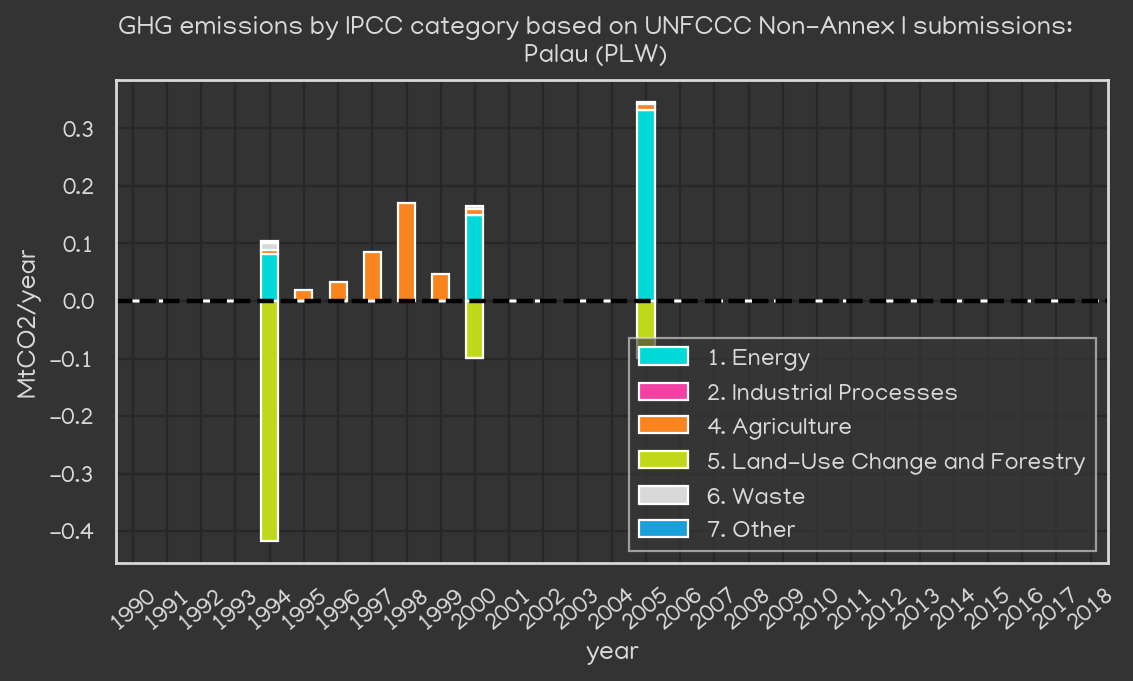 GHG emissions by IPCC category based on UNFCCC Non-Annex I submissions:
Palau (PLW)
MtCO2/year
0.3
0.2
0.1
0.0
-0.1
-0.2
-0.3
-0.4
1. Energy
2. Industrial Processes
4. Agriculture
5. Land-Use Change and Forestry
6. Waste
7. Other
1990 1991 1992 1993 1994 1995 1996 1997 1998 1999 2000 2001 2002 2003 2004 2005 2006 2007 2008 2009 2010 2011 2012 2013 2014 2015 2016 2017 2018
year